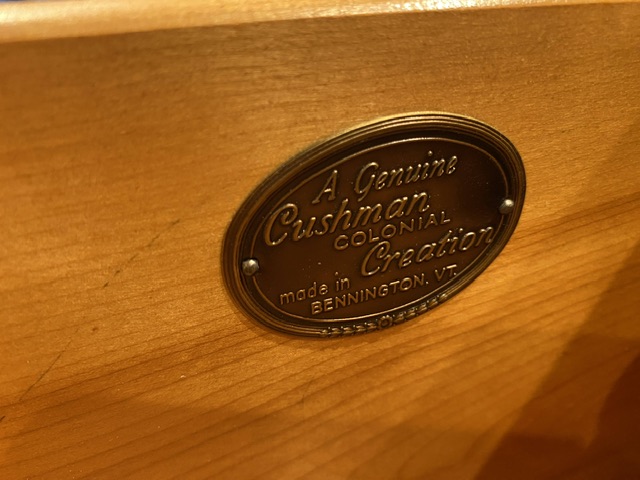 A Genuine
Cushman
COLONIAL
Creation
made in
BENNINGTON, VT.